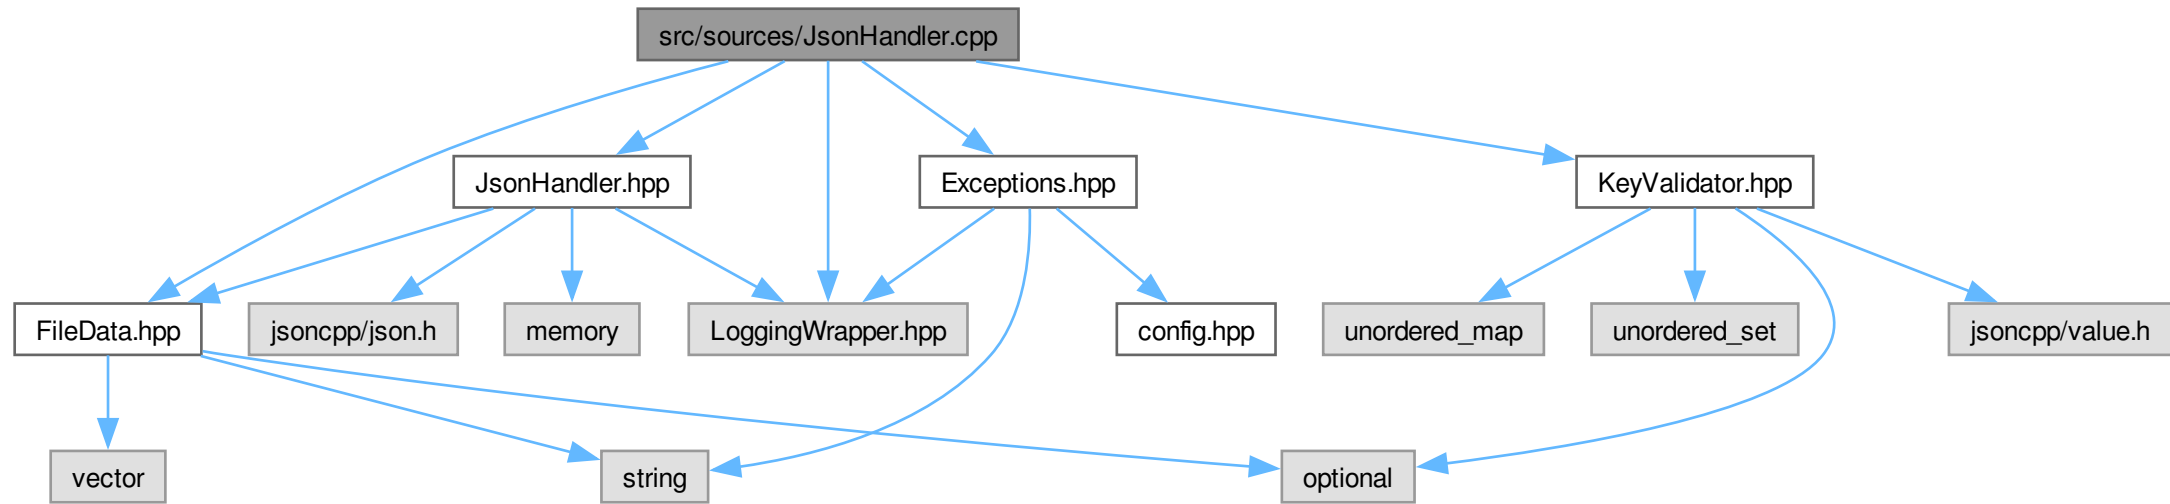 src/sources/JsonHandler.cpp
JsonHandler.hpp
Exceptions.hpp
KeyValidator.hpp
FileData.hpp
jsoncpp/json.h
memory
LoggingWrapper.hpp
config.hpp
unordered_map
unordered_set
jsoncpp/value.h
vector
string
optional